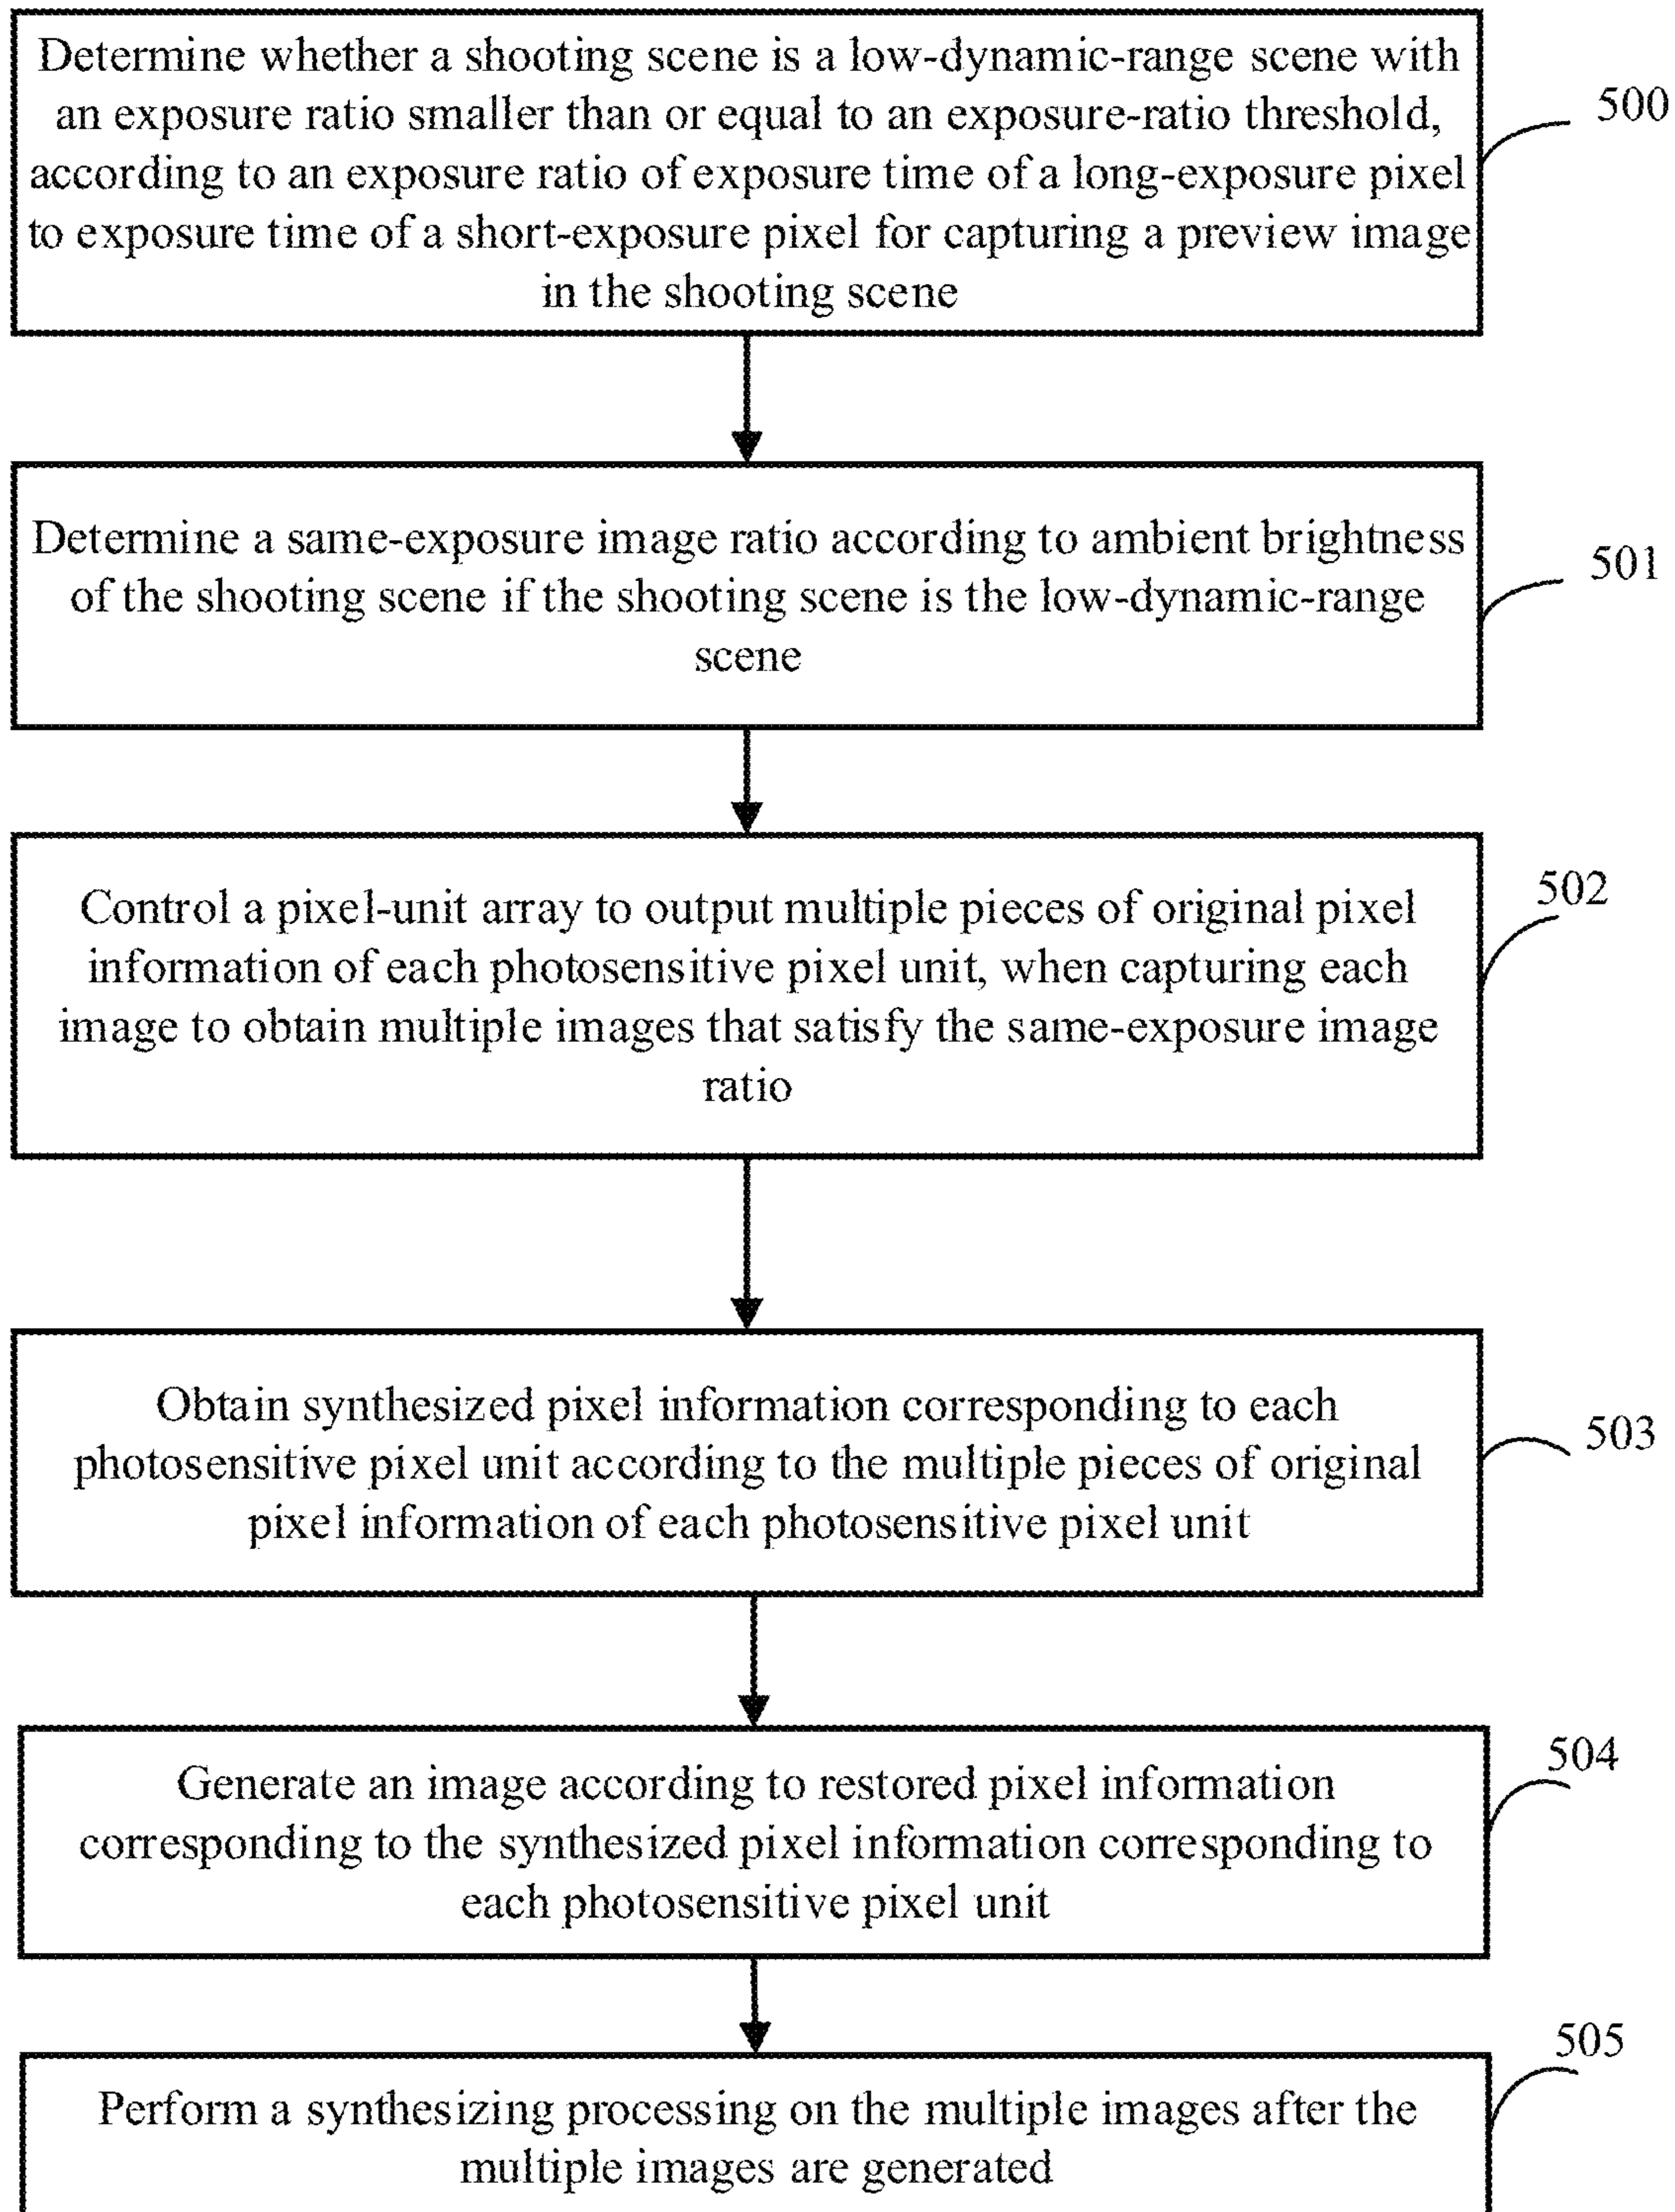 Determine whether a shooting scene is a low-dynamic-range scene with
an exposure ratio smaller than or equal to an exposure-ratio threshold,
according to an exposure ratio of exposure time of a long-exposure pixel
to exposure time of a short-exposure pixel for capturing a preview image
in the shooting scene
500
Determine a same-exposure image ratio according to ambient brightness
of the shooting scene if the shooting scene is the low-dynamic-range
scene
501
Control a pixel-unit array to output multiple pieces of original pixel
information of each photosensitive pixel unit, when capturing each
image to obtain multiple images that satisfy the same-exposure image
ratio
502
Obtain synthesized pixel information corresponding to each
photosensitive pixel unit according to the multiple pieces of original
pixel information of each photosensitive pixel unit
503
Generate an image according to restored pixel information
corresponding to the synthesized pixel information corresponding to
each photosensitive pixel unit
504
Perform a synthesizing processing on the multiple images after the
multiple images are generated
505